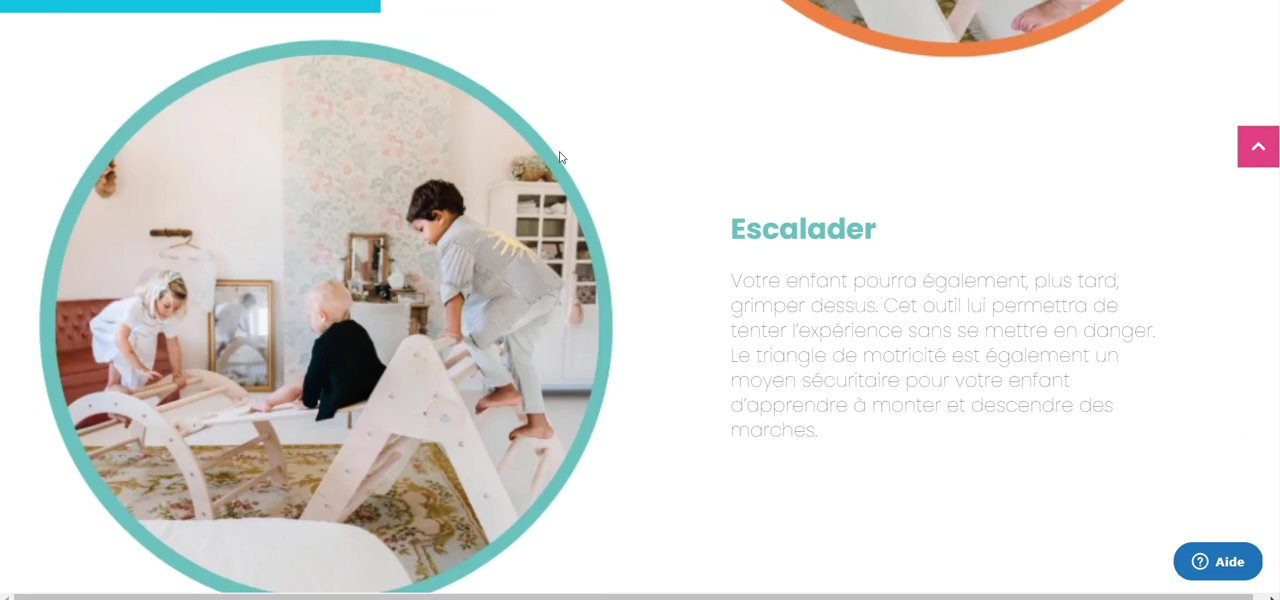 Escalader
Votre enfant pourra également, plus tard,
grimper dessus. Cet outil lui permettra de
tenter l’expérience sans se mettre en danger.
Le triangle de motricité est également un
moyen sécuritaire pour votre enfant
d’apprendre à monter et descendre des
marches.
Aide